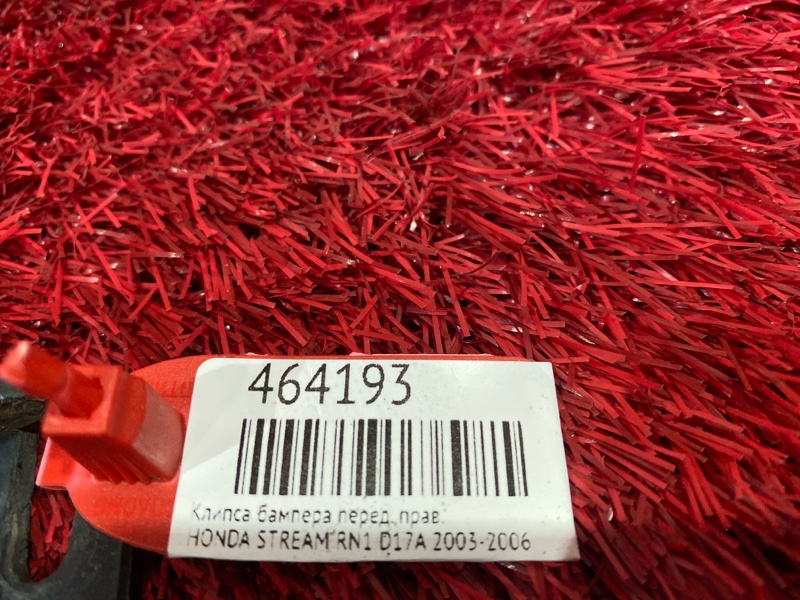 464193
Клипса бампера перед. прав.
HONDA STREAM RN1 D17A 2003-2006